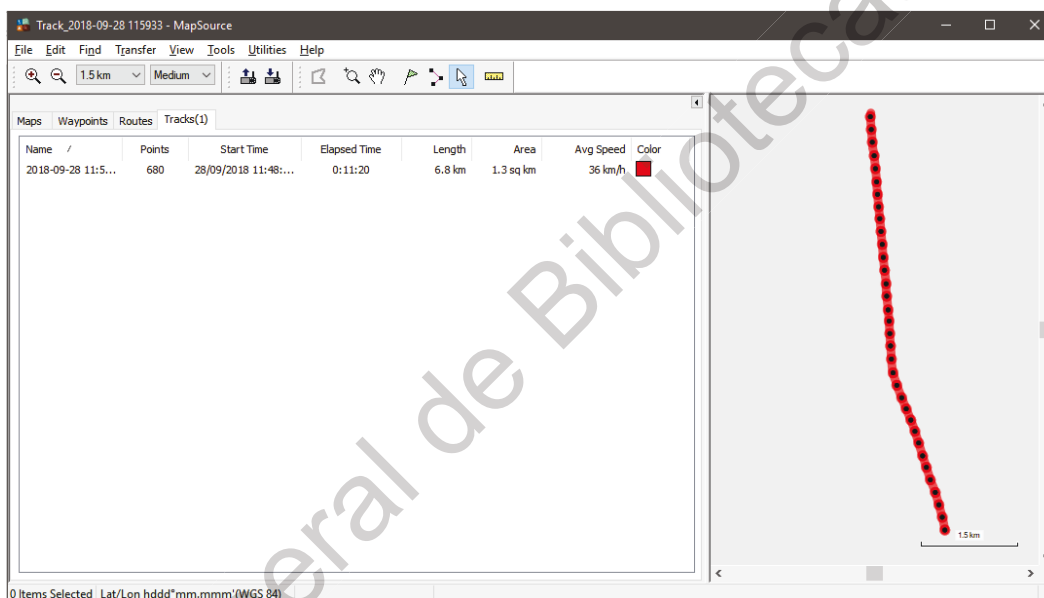 Track_2018-09-28 115933 - MapSource
File Edit Find Transfer View Tools Utilities Help
1.5 km Medium
Maps Waypoints Routes Tracks(1)
Name / Points Start Time Elapsed Time Length Area Avg Speed Color
2018-09-28 11:5... 680 28/09/2018 11:48:... 0:11:20 6.8 km 1.3 sq km 36 km/h
1.5 km
0 Items Selected Lat/Lon hddd°mm.mmm'(WGS 84)
eral de Bibliotecas